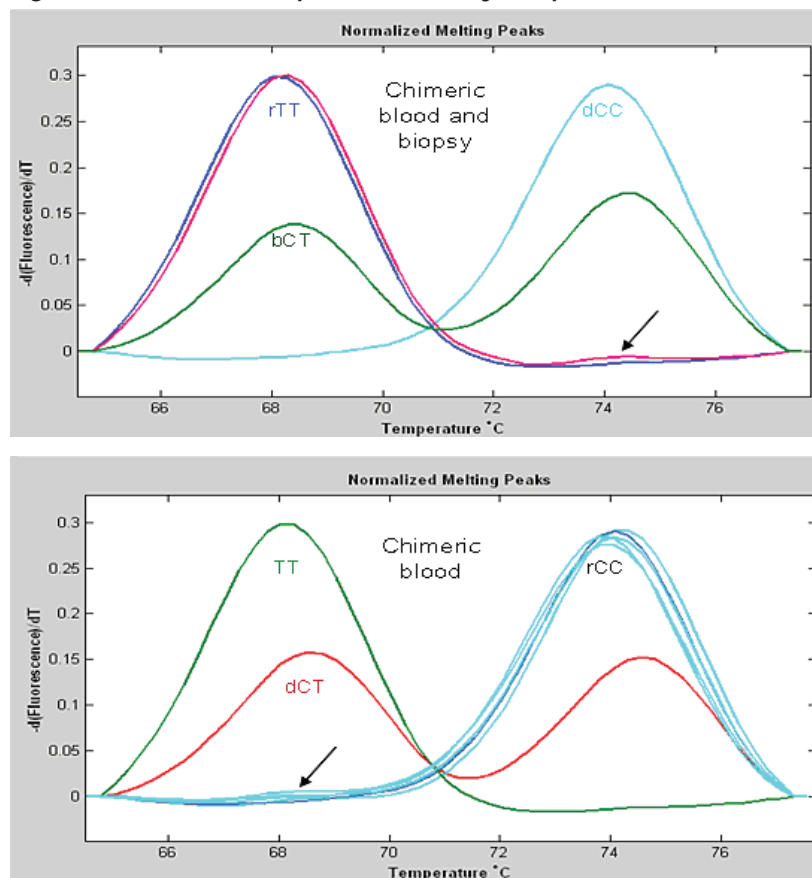 Normalized Melting Peaks
0.3
0.25
0.2
0.15
0.1
0.05
0
-d(Fluorescence)/dT
rTT
Chimeric
blood and
biopsy
dCC
bCT
66
68
70
72
74
76
Temperature °C
Normalized Melting Peaks
0.3
0.25
0.2
0.15
0.1
0.05
0
-d(Fluorescence)/dT
TT
Chimeric
blood
rCC
dCT
66
68
70
72
74
76
Temperature °C